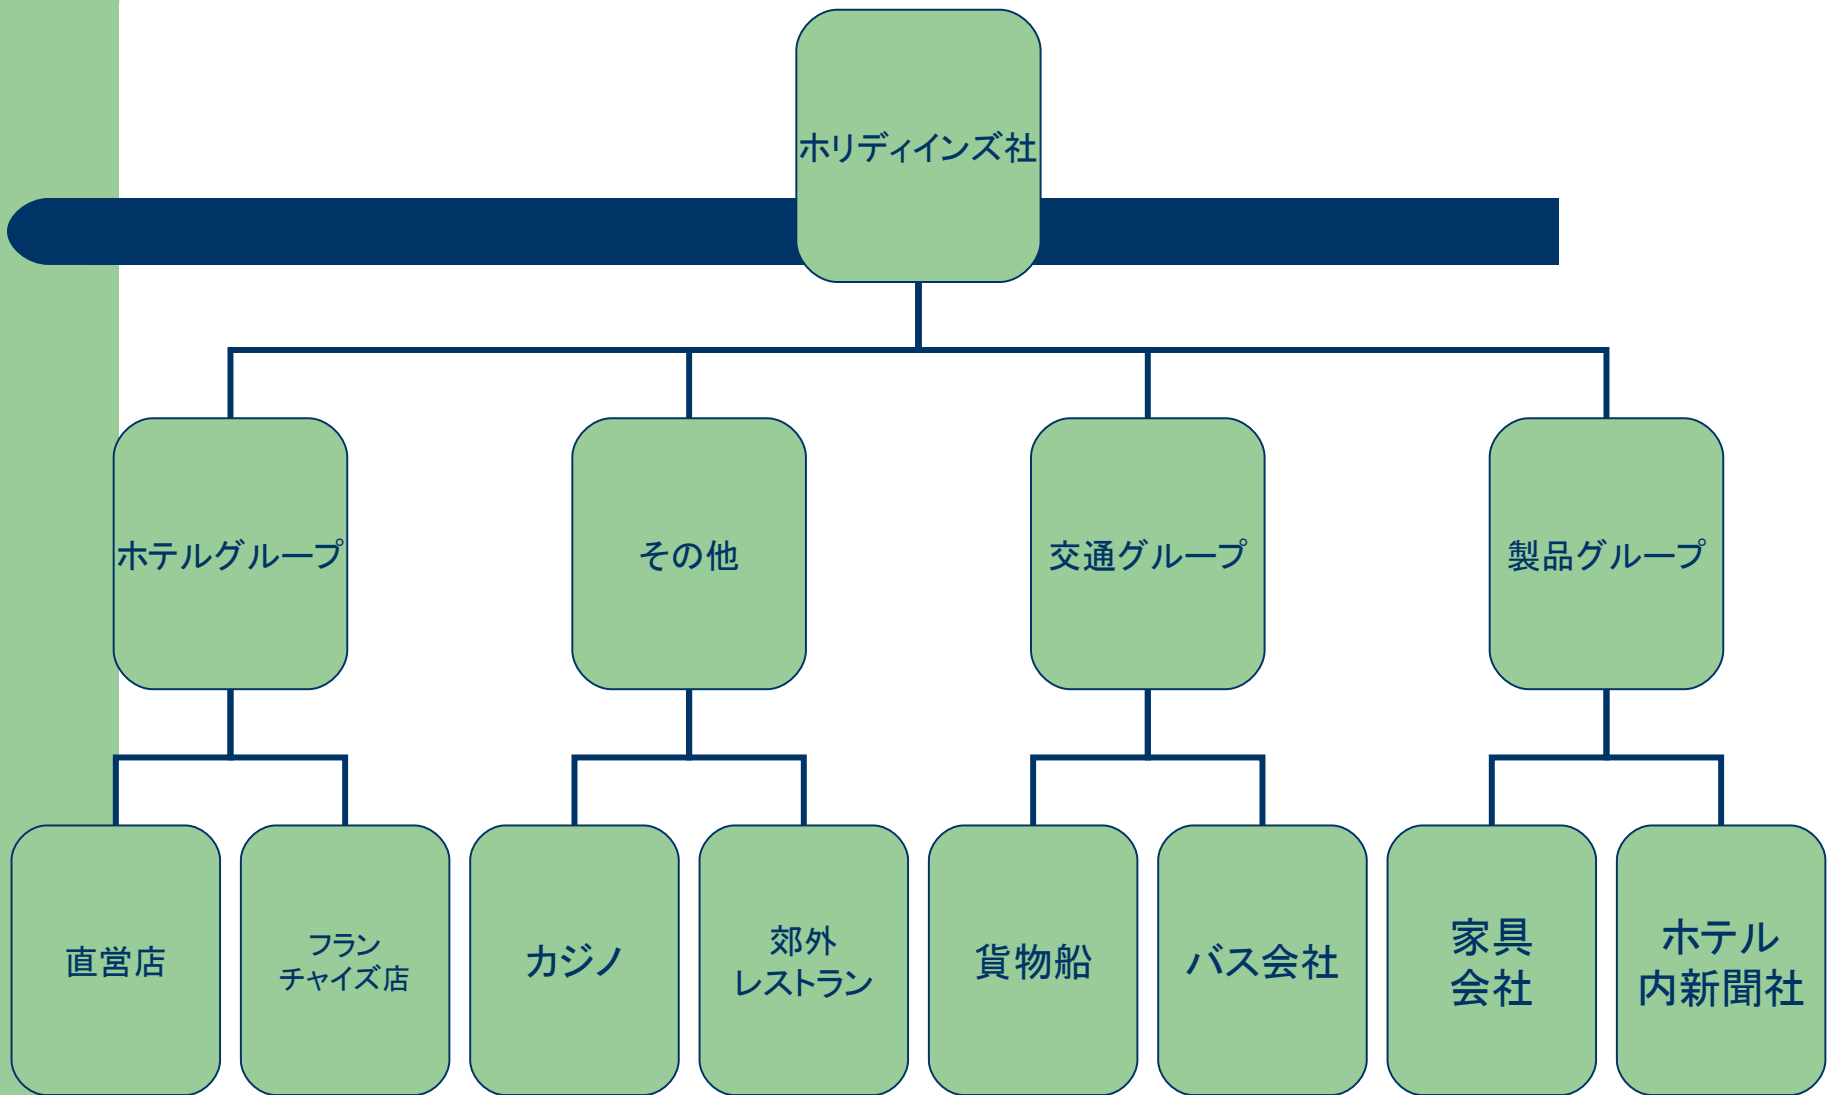 ホリディインズ社
ホテルグループ
その他
交通グループ
製品グループ
直営店
フラン
チャイズ店
カジノ
郊外
レストラン
貨物船
バス会社
家具
会社
ホテル
内新聞社